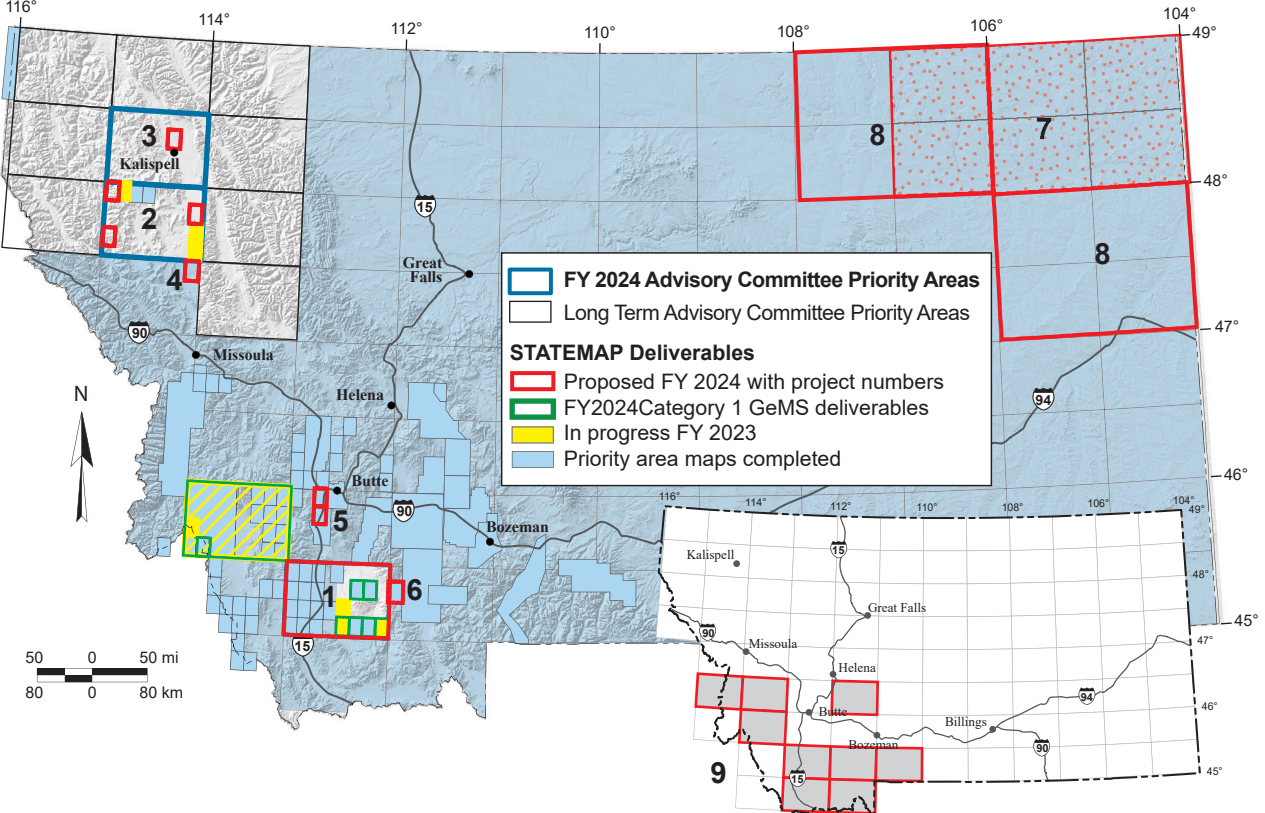 116°
114°
112°
110°
108°
106°
104°
49°
3
Kalispell
8
7
48°
2
15
Great
Falls
8
4
FY 2024 Advisory Committee Priority Areas
Long Term Advisory Committee Priority Areas
STATEMAP Deliverables
Proposed FY 2024 with project numbers
FY2024Category 1 GeMS deliverables
In progress FY 2023
Priority area maps completed
47°
90
Missoula
N
Helena
94
46°
Butte
5
90
Bozeman
1
6
15
45°
50 0 50 mi
80 0 80 km
116°
114°
112°
110°
108°
106°
104°
49°
Kalispell
15
48°
Great Falls
90
Missoula
47°
Helena
94
46°
Butte
Billings
Bozeman
90
9
15
45°